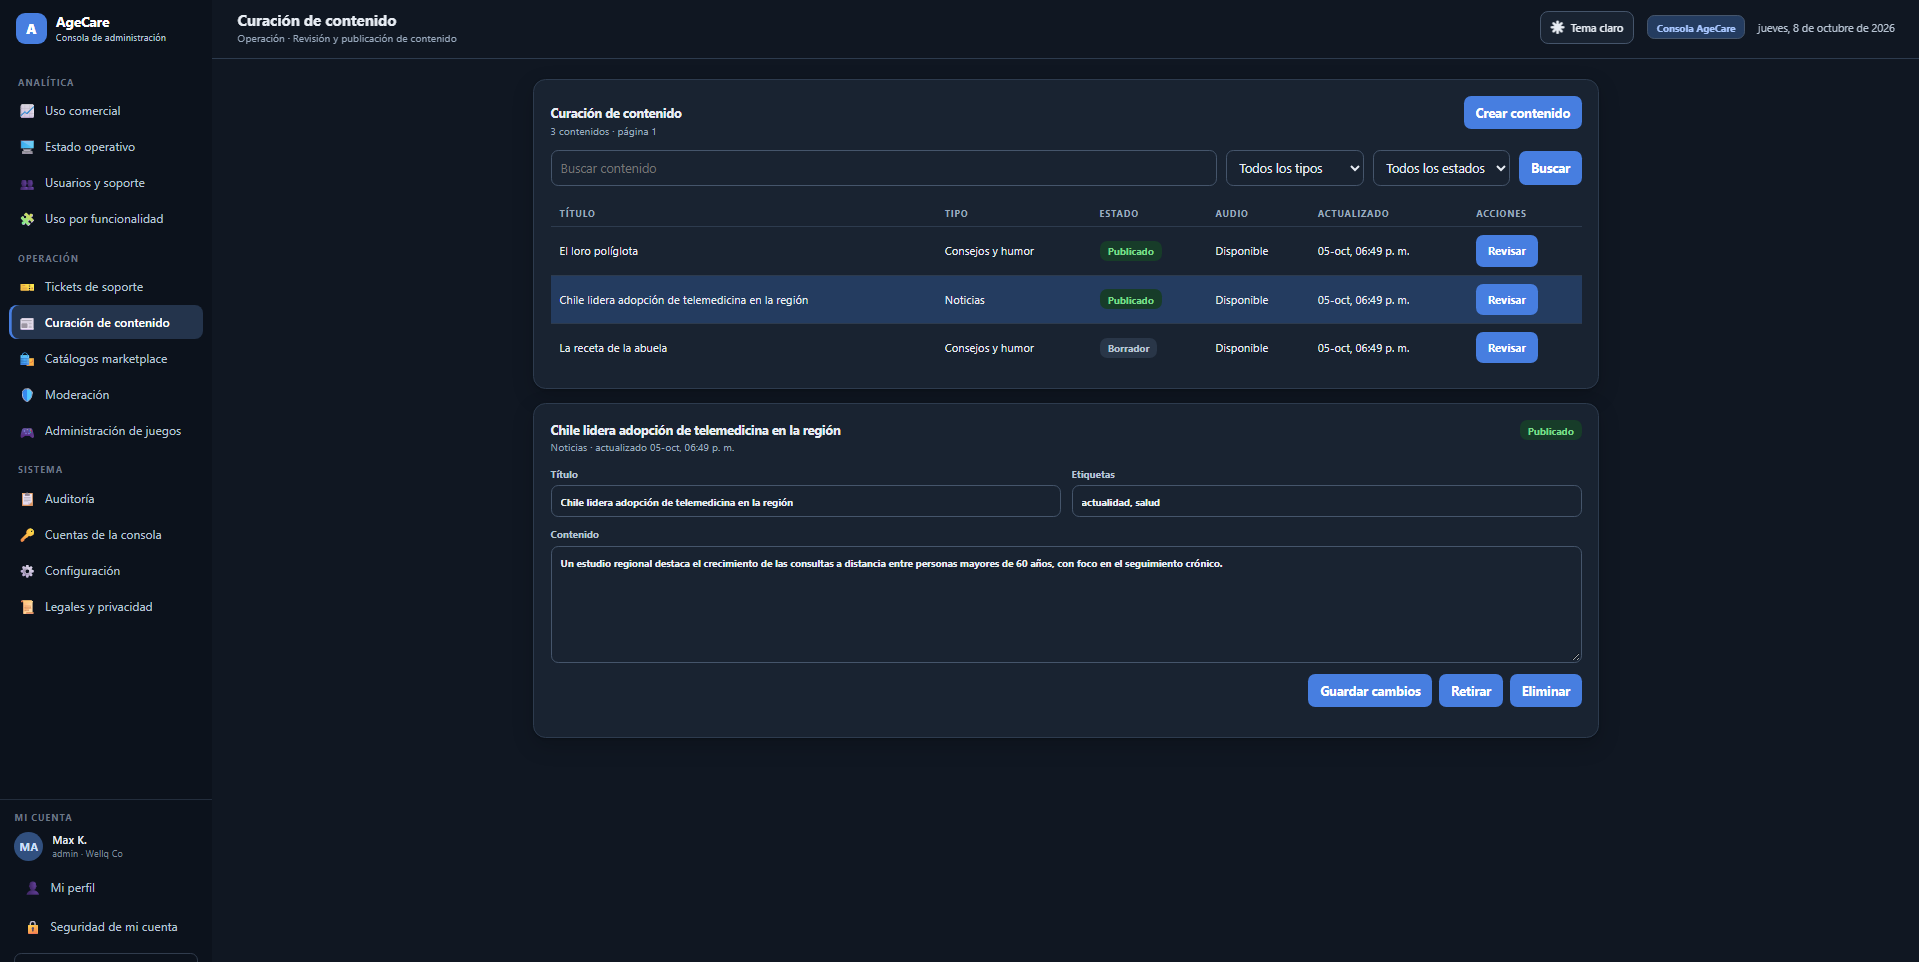 A
AgeCare
Consola de administración
ANALÍTICA
Uso comercial
Estado operativo
Usuarios y soporte
Uso por funcionalidad
OPERACIÓN
Tickets de soporte
Curación de contenido
Catálogos marketplace
Moderación
Administración de juegos
SISTEMA
Auditoría
Cuentas de la consola
Configuración
Legales y privacidad
MI CUENTA
MA
Max K.
admin · Wellq Co
Mi perfil
Seguridad de mi cuenta
Curación de contenido
Operación · Revisión y publicación de contenido
Tema claro
Consola AgeCare
jueves, 8 de octubre de 2026
Curación de contenido
3 contenidos · página 1
Crear contenido
Buscar contenido
Todos los tipos
Todos los estados
Buscar
TÍTULO TIPO ESTADO AUDIO ACTUALIZADO ACCIONES
El loro políglota Consejos y humor Publicado Disponible 05-oct, 06:49 p. m. Revisar
Chile lidera adopción de telemedicina en la región Noticias Publicado Disponible 05-oct, 06:49 p. m. Revisar
La receta de la abuela Consejos y humor Borrador Disponible 05-oct, 06:49 p. m. Revisar
Chile lidera adopción de telemedicina en la región
Noticias · actualizado 05-oct, 06:49 p. m.
Publicado
Título
Chile lidera adopción de telemedicina en la región
Etiquetas
actualidad, salud
Contenido
Un estudio regional destaca el crecimiento de las consultas a distancia entre personas mayores de 60 años, con foco en el seguimiento crónico.
Guardar cambios
Retirar
Eliminar